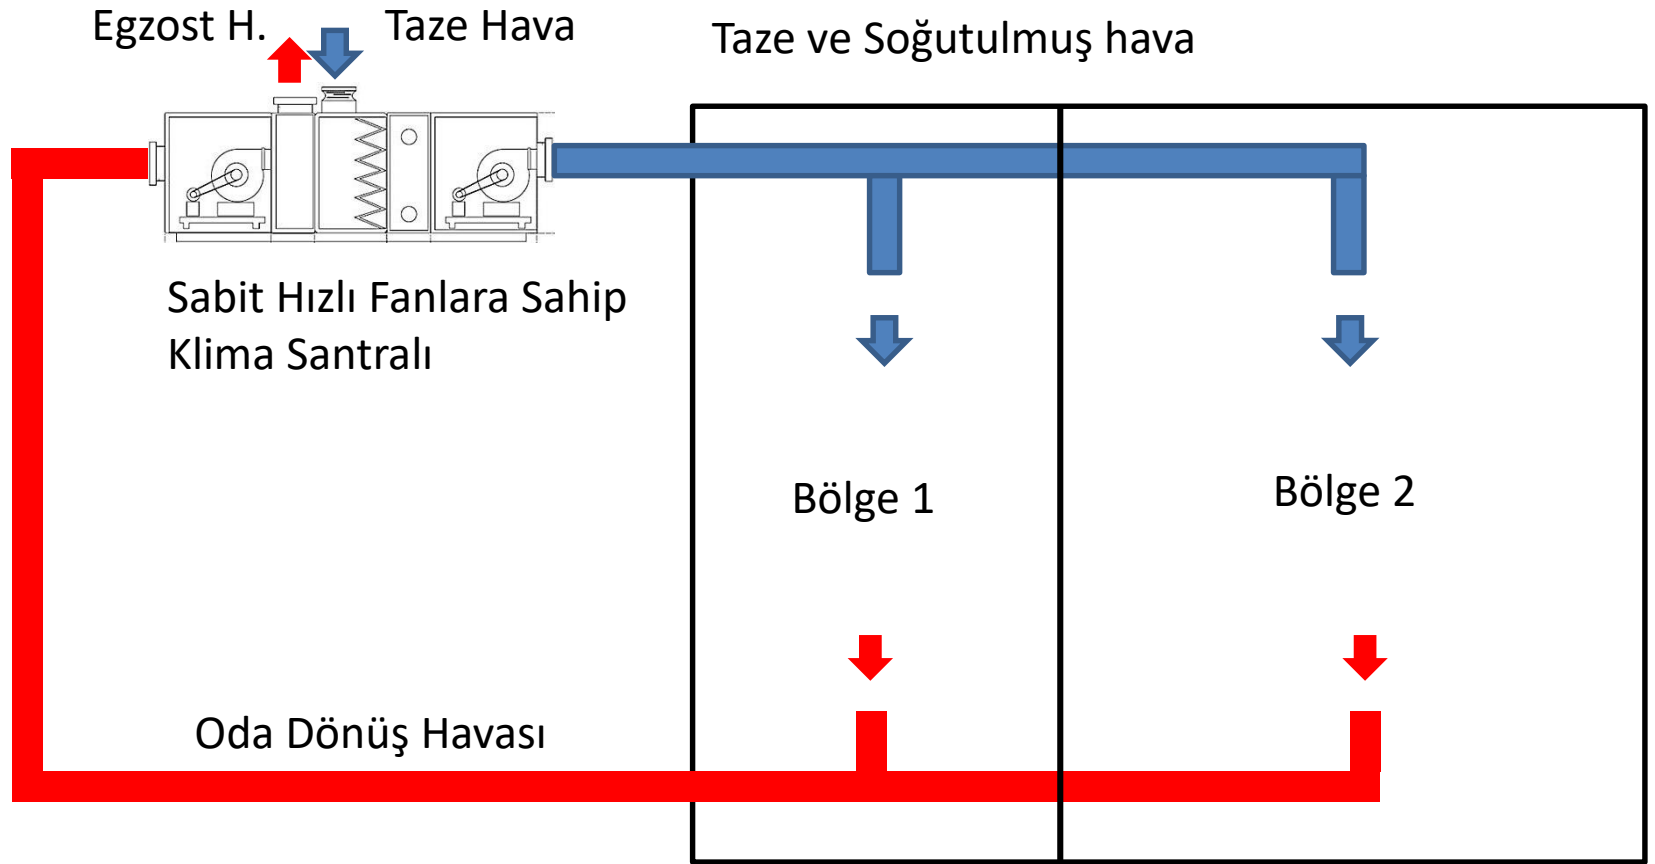 Egzost H.
Taze Hava
Taze ve Soğutulmuş hava
Sabit Hızlı Fanlara Sahip
Klima Santralı
Bölge 1
Bölge 2
Oda Dönüş Havası